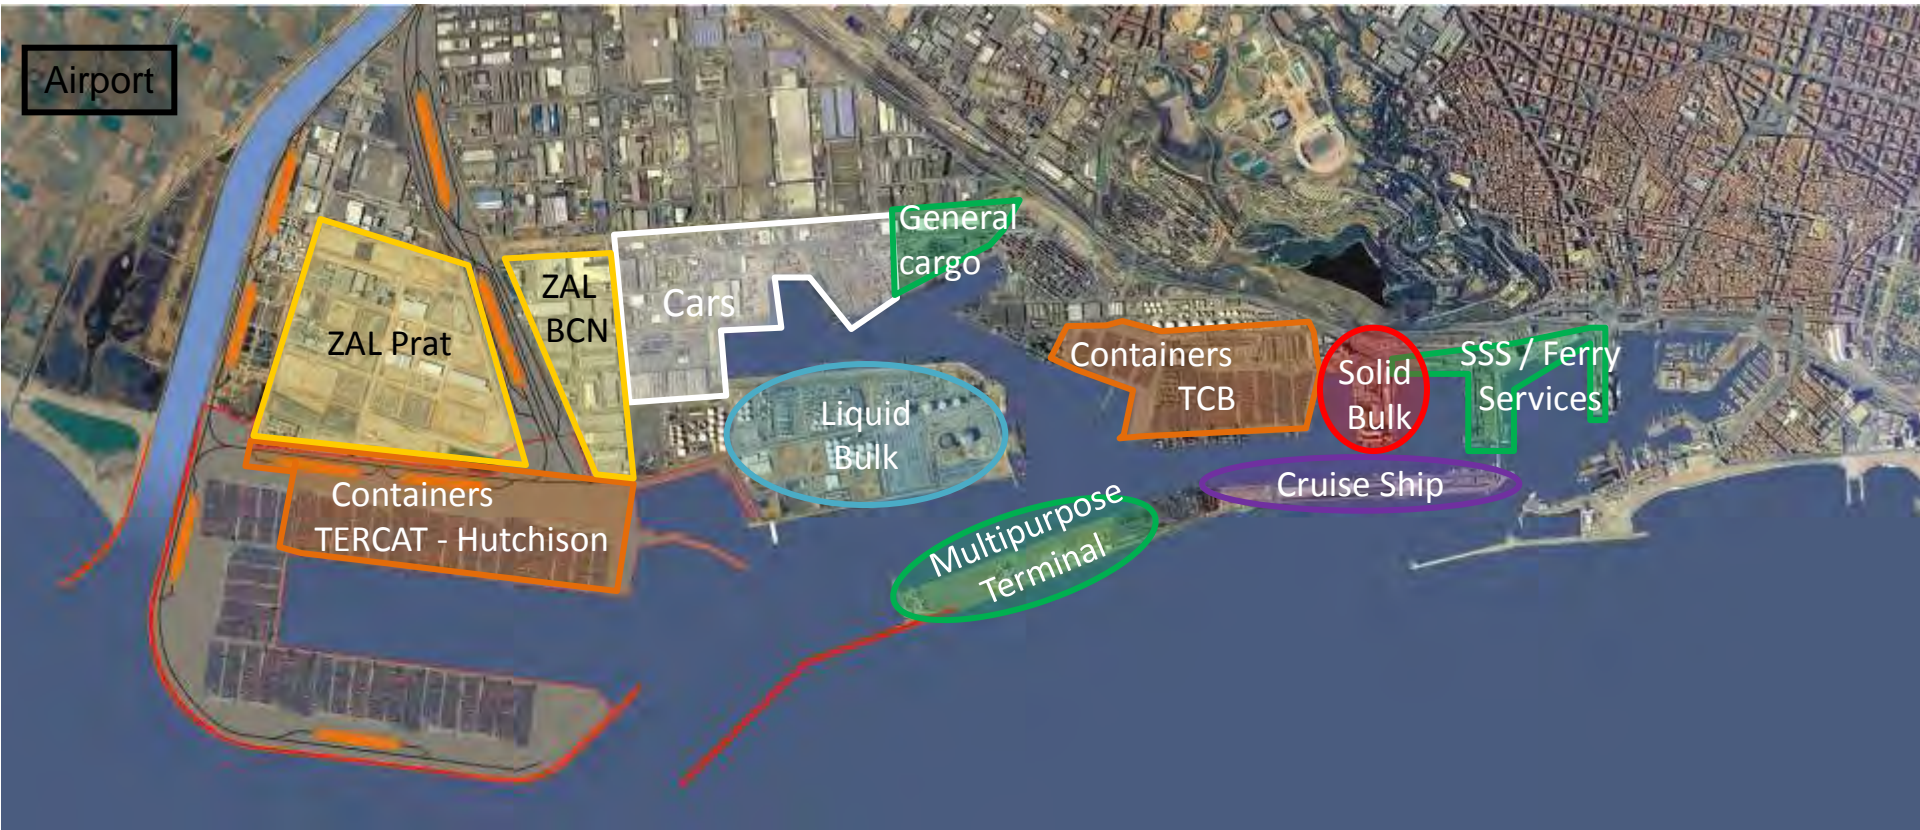 Airport
General
cargo
ZAL
BCN
Cars
ZAL Prat
Containers
TCB
Solid
Bulk
SSS / Ferry
Services
Liquid
Bulk
Cruise Ship
Containers
TERCAT - Hutchison
Multipurpose
Terminal